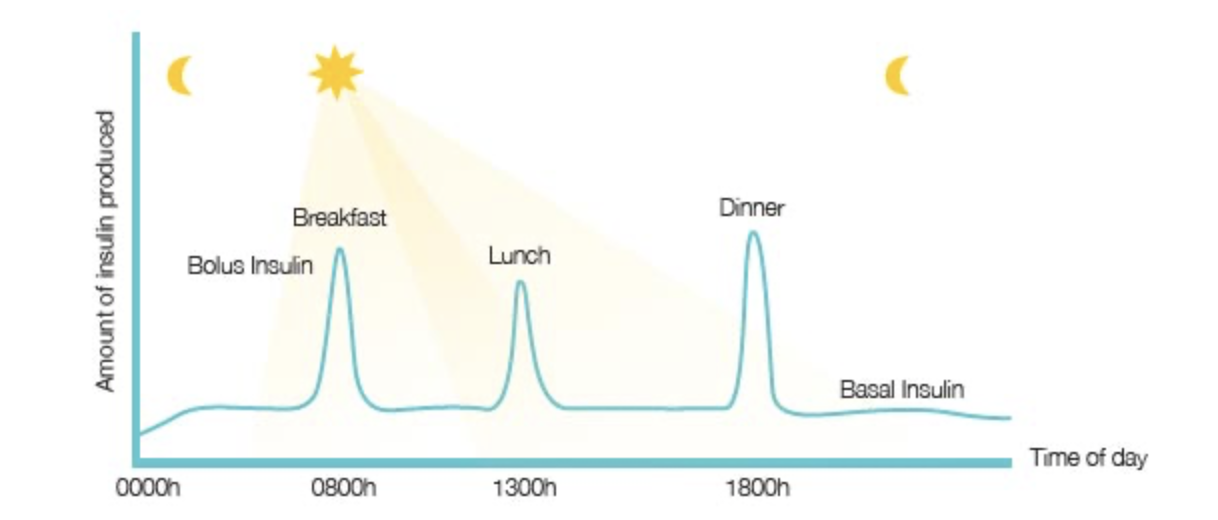 Amount of insulin produced
Dinner
Breakfast
Lunch
Bolus Insulin
Basal Insulin
Time of day
0000h 0800h 1300h 1800h